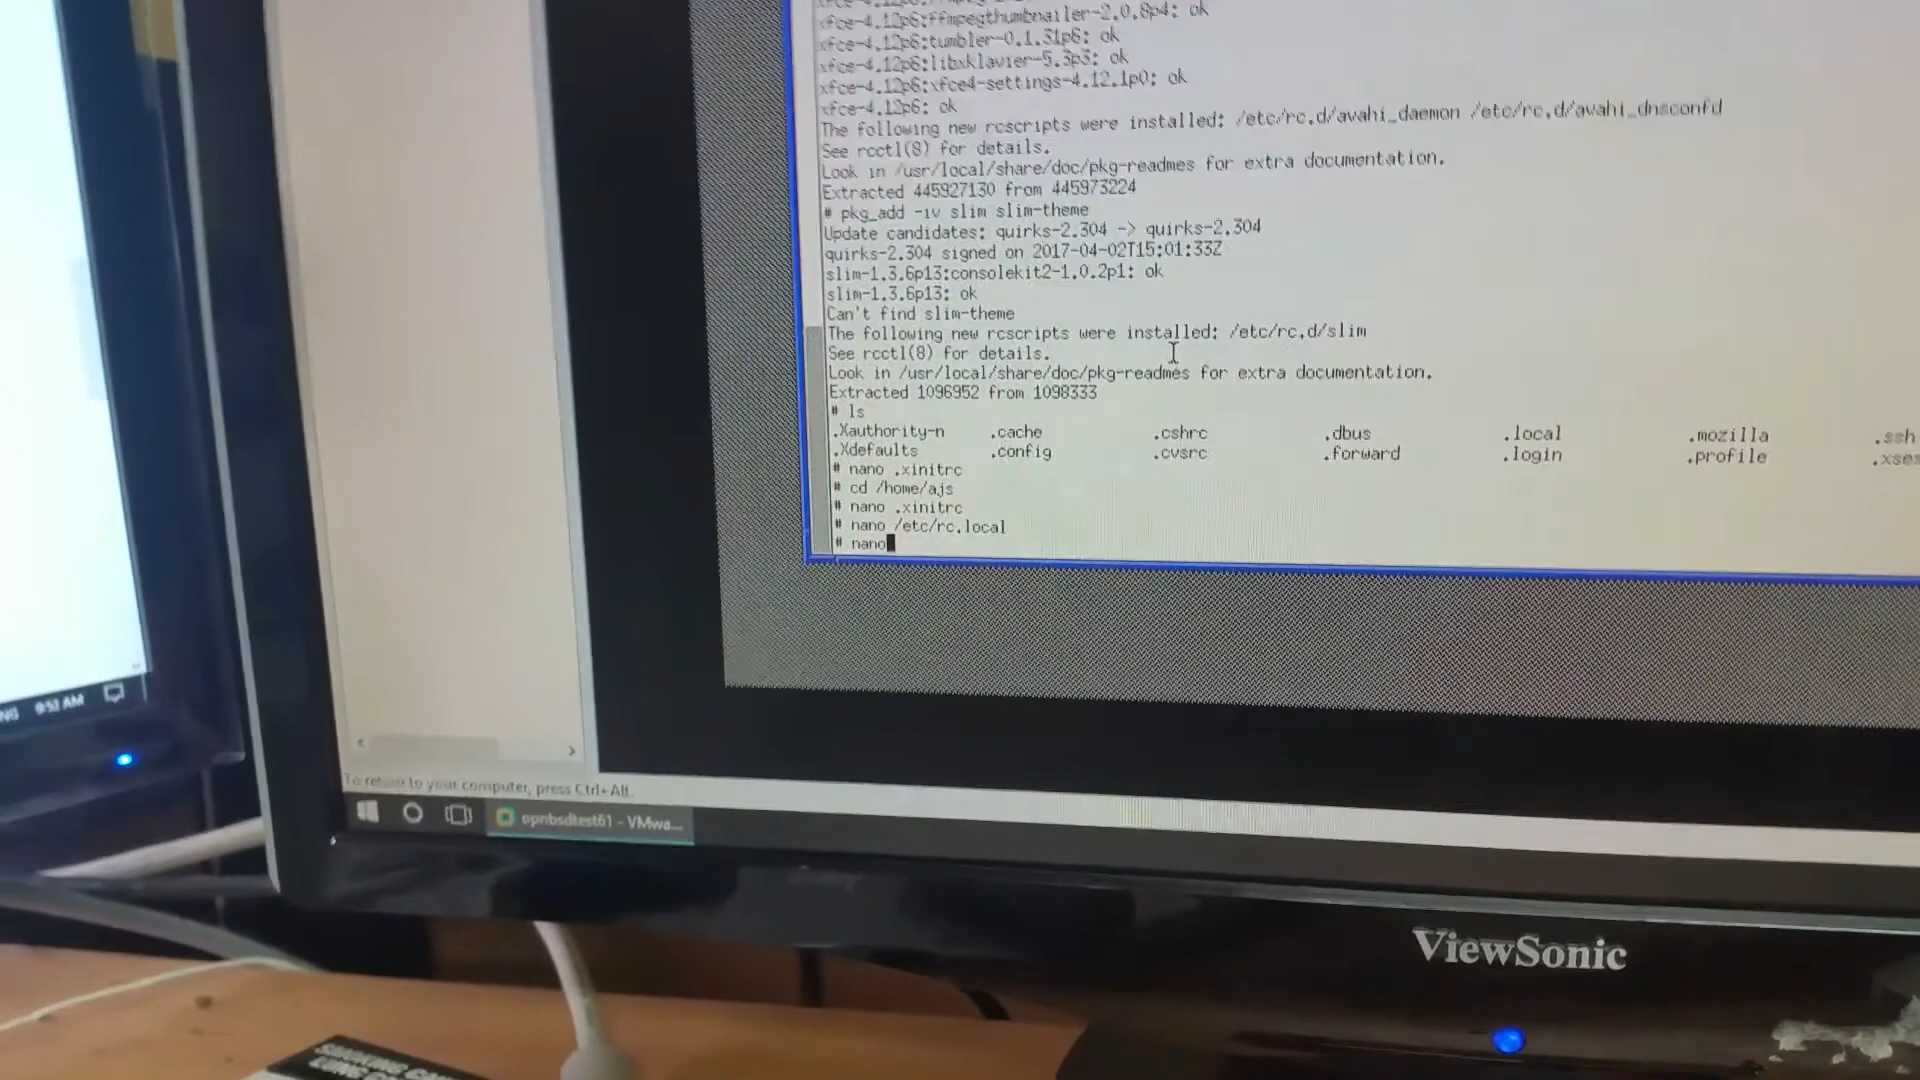 xfce-4.12p6:ffmpegthumbnailer-2.0.8p4: ok
xfce-4.12p6:tumbler-0.1.31p6: ok
xfce-4.12p6:libxklavier-5.3p3: ok
xfce-4.12p6:xfce4-settings-4.12.1p0: ok
xfce-4.12p6: ok
The following new rcscripts were installed: /etc/rc.d/avahi_daemon /etc/rc.d/avahi_dnsconfd
See rcctl(8) for details.
Look in /usr/local/share/doc/pkg-readmes for extra documentation.
Extracted 445927130 from 445973224
# pkg_add -iv slim slim-theme
Update candidates: quirks-2.304 -> quirks-2.304
quirks-2.304 signed on 2017-04-02T15:01:33Z
slim-1.3.6p13:consolekit2-1.0.2p1: ok
slim-1.3.6p13: ok
Can't find slim-theme
The following new rcscripts were installed: /etc/rc.d/slim
See rcctl(8) for details.
Look in /usr/local/share/doc/pkg-readmes for extra documentation.
Extracted 1096952 from 1098333
# ls
.Xauthority-n .cache .cshrc .dbus .local .mozilla .ssh
.Xdefaults .config .cvsrc .forward .login .profile .xses
# nano .xinitrc
# cd /home/ajs
# nano .xinitrc
# nano /etc/rc.local
# nano
9:51 AM
To return to your computer, press Ctrl+Alt.
opnbsdtest61 - VMwa...
ViewSonic